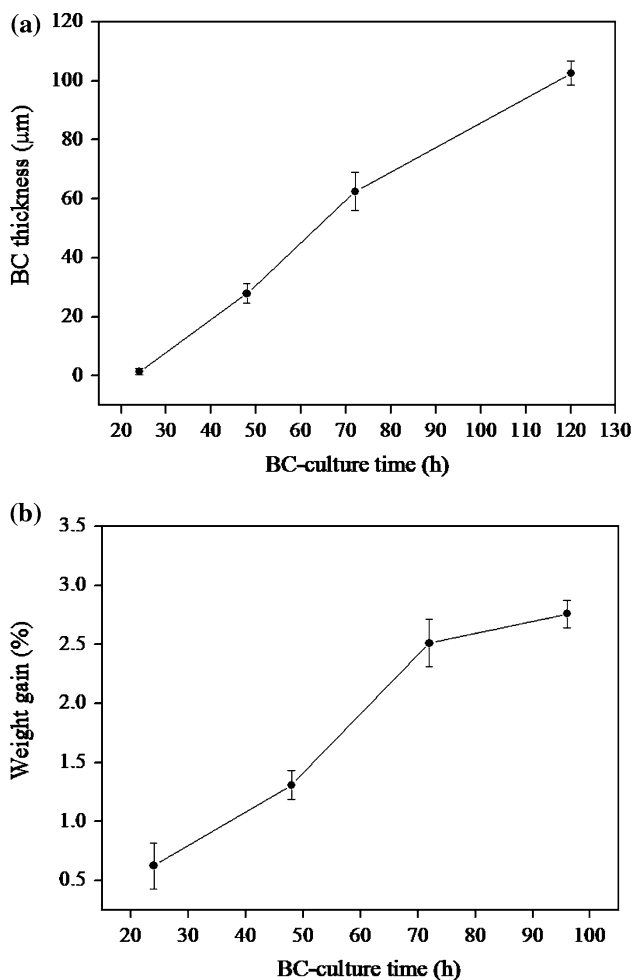 (a)
120
100
80
60
40
20
0
BC thickness (μm)
20 30 40 50 60 70 80 90 100 110 120 130
BC-culture time (h)
(b)
3.5
3.0
2.5
2.0
1.5
1.0
0.5
Weight gain (%)
20 30 40 50 60 70 80 90 100
BC-culture time (h)